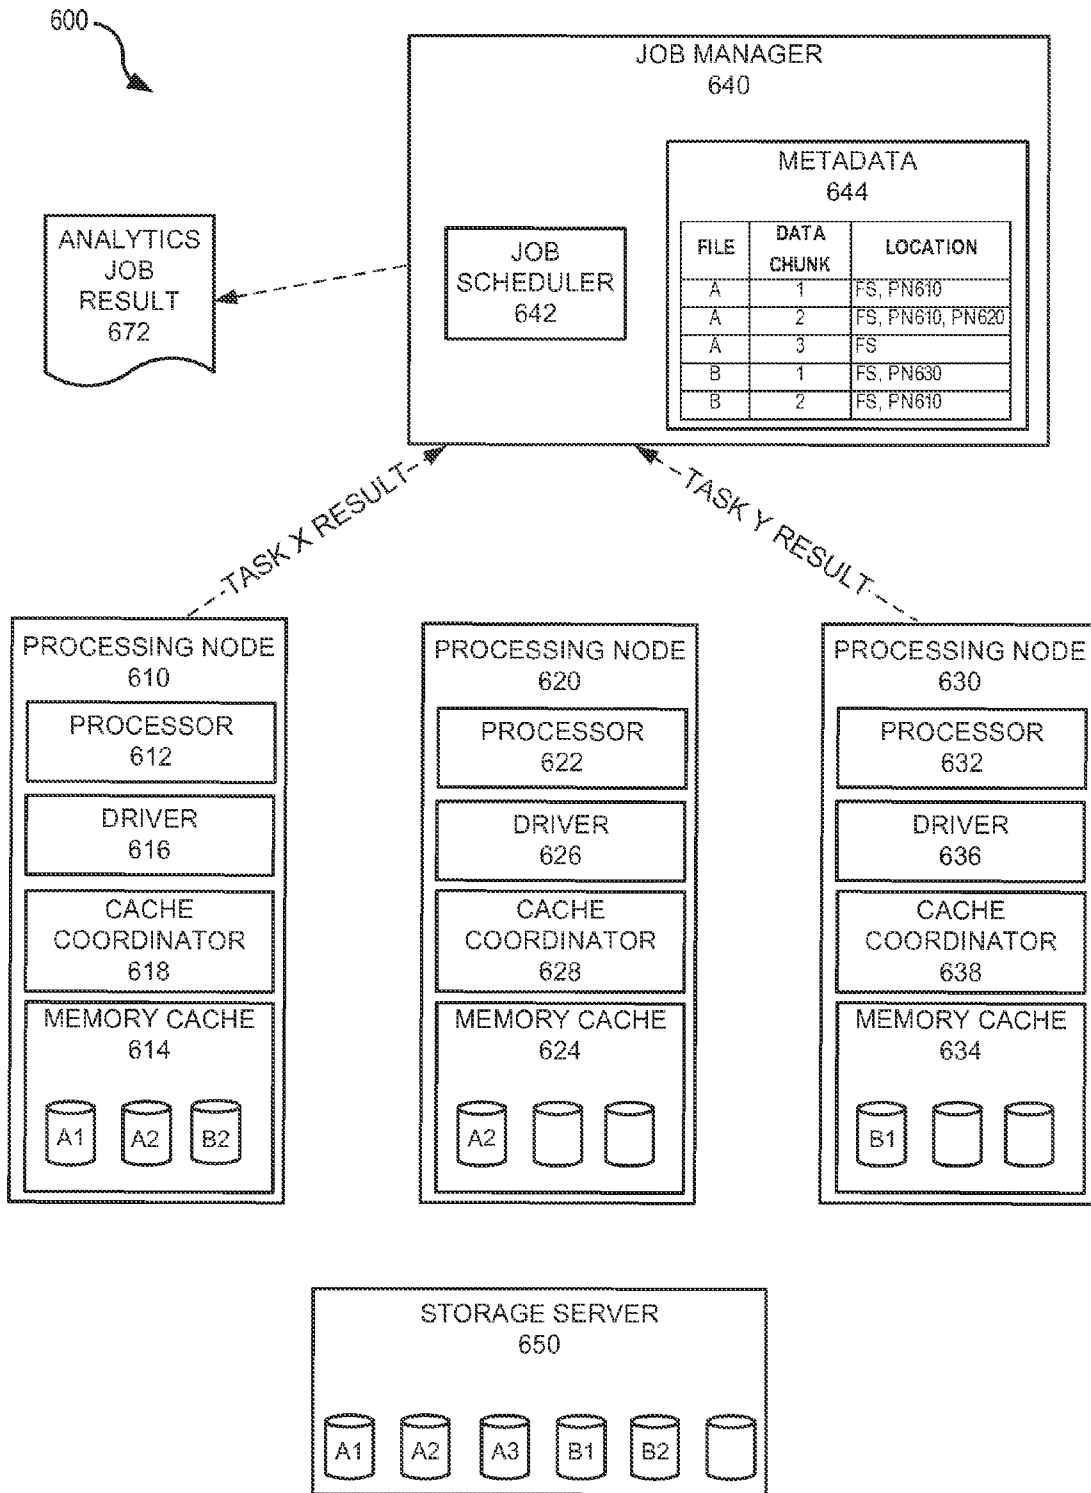 600
JOB MANAGER
640
METADATA
644
FILE DATA CHUNK LOCATION
A 1 FS, PN610
A 2 FS, PN610, PN620
A 3 FS
B 1 FS, PN630
B 2 FS, PN610
JOB
SCHEDULER
642
ANALYTICS
JOB
RESULT
672
TASK X RESULT
TASK Y RESULT
PROCESSING NODE
610
PROCESSOR
612
DRIVER
616
CACHE
COORDINATOR
618
MEMORY CACHE
614
A1 A2 B2
PROCESSING NODE
620
PROCESSOR
622
DRIVER
626
CACHE
COORDINATOR
628
MEMORY CACHE
624
A2
PROCESSING NODE
630
PROCESSOR
632
DRIVER
636
CACHE
COORDINATOR
638
MEMORY CACHE
634
B1
STORAGE SERVER
650
A1 A2 A3 B1 B2